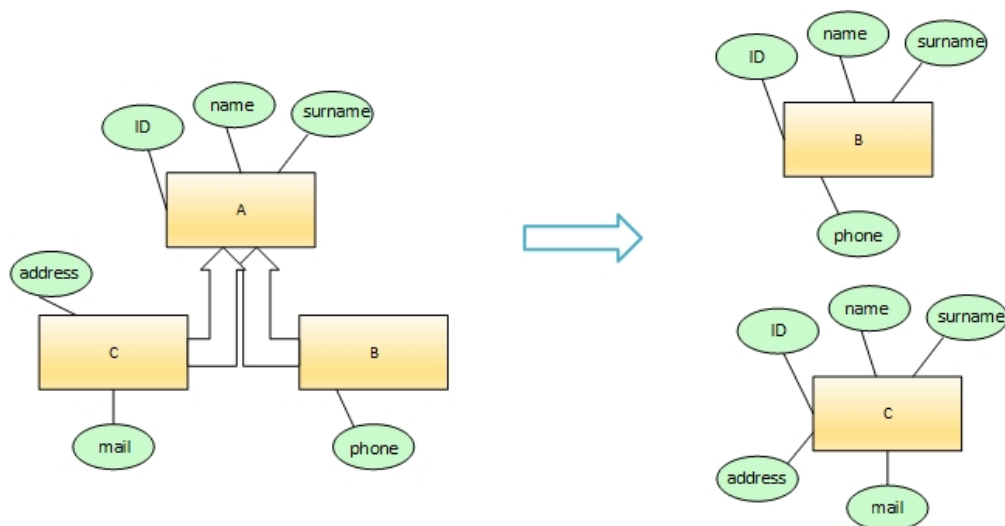 ID
name
surname
A
address
C
B
mail
phone
ID
name
surname
B
phone
ID
name
surname
C
address
mail